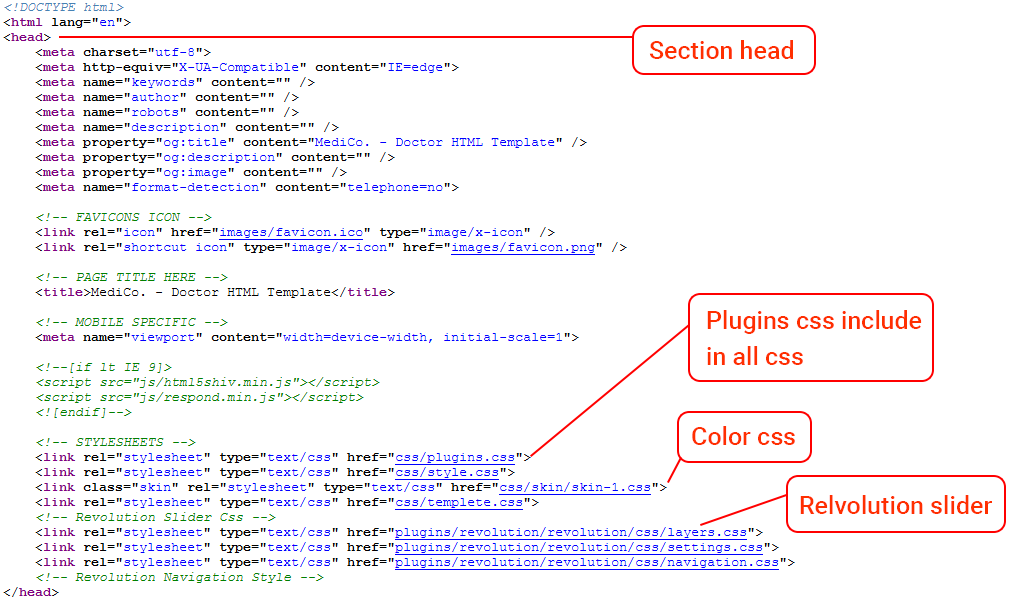 <!DOCTYPE html>
<html lang="en">
<head>
Section head
<meta charset="utf-8">
<meta http-equiv="X-UA-Compatible" content="IE=edge">
<meta name="keywords" content="" />
<meta name="author" content="" />
<meta name="robots" content="" />
<meta name="description" content="" />
<meta property="og:title" content="MediCo. - Doctor HTML Template" />
<meta property="og:description" content="" />
<meta property="og:image" content="" />
<meta name="format-detection" content="telephone=no">
<!-- FAVICONS ICON -->
<link rel="icon" href="images/favicon.ico" type="image/x-icon" />
<link rel="shortcut icon" type="image/x-icon" href="images/favicon.png" />
<!-- PAGE TITLE HERE -->
<title>MediCo. - Doctor HTML Template</title>
<!-- MOBILE SPECIFIC -->
<meta name="viewport" content="width=device-width, initial-scale=1">
Plugins css include
in all css
<!--[if lt IE 9]>
<script src="js/html5shiv.min.js"></script>
<script src="js/respond.min.js"></script>
<![endif]-->
<!-- STYLESHEETS -->
<link rel="stylesheet" type="text/css" href="css/plugins.css">
<link rel="stylesheet" type="text/css" href="css/style.css">
<link class="skin" rel="stylesheet" type="text/css" href="css/skin/skin-1.css">
Color css
<link rel="stylesheet" type="text/css" href="css/templete.css">
<!-- Revolution Slider Css -->
<link rel="stylesheet" type="text/css" href="plugins/revolution/revolution/css/layers.css">
Relvolution slider
<link rel="stylesheet" type="text/css" href="plugins/revolution/revolution/css/settings.css">
<link rel="stylesheet" type="text/css" href="plugins/revolution/revolution/css/navigation.css">
<!-- Revolution Navigation Style -->
</head>